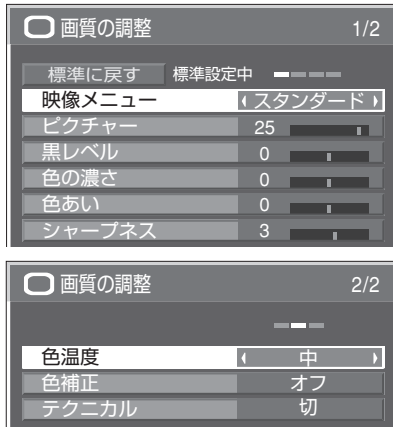 画質の調整 1/2
標準に戻す 標準設定中
映像メニュー スタンダード
ピクチャー 25
黒レベル 0
色の濃さ 0
色あい 0
シャープネス 3
画質の調整 2/2
色温度 中
色補正 オフ
テクニカル 切